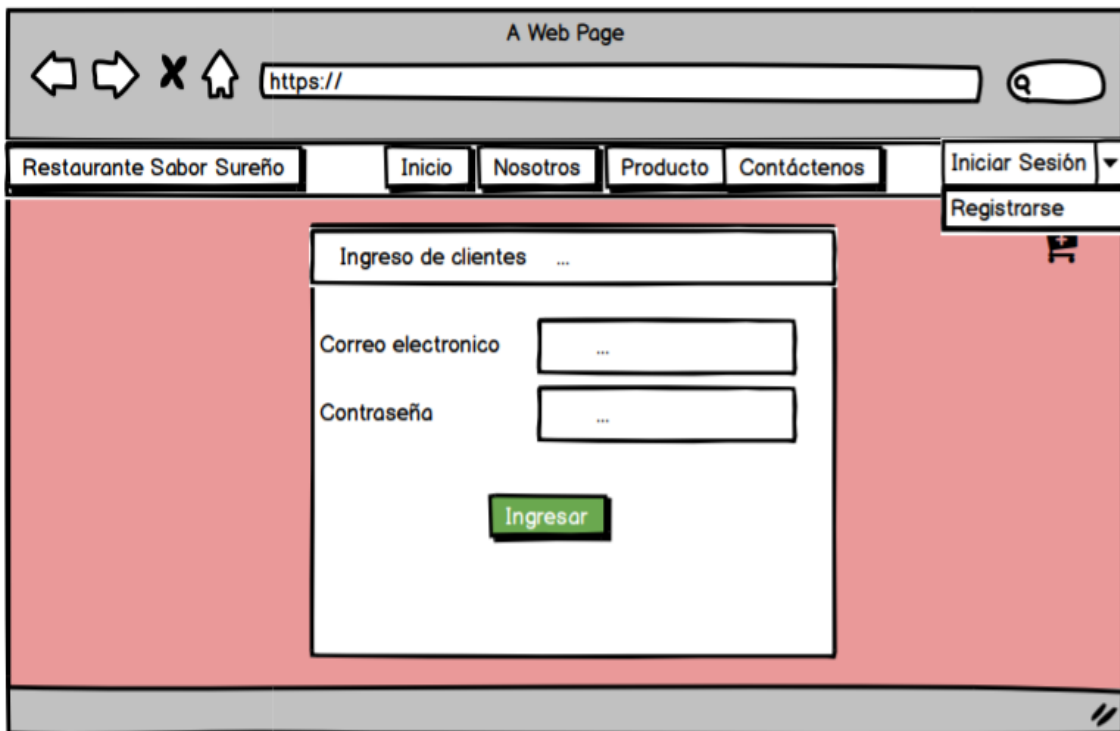 A Web Page
https://
Restaurante Sabor Sureño
Inicio
Nosotros
Producto
Contáctenos
Iniciar Sesión
Registrarse
Ingreso de clientes ...
Correo electronico ...
Contraseña ...
Ingresar